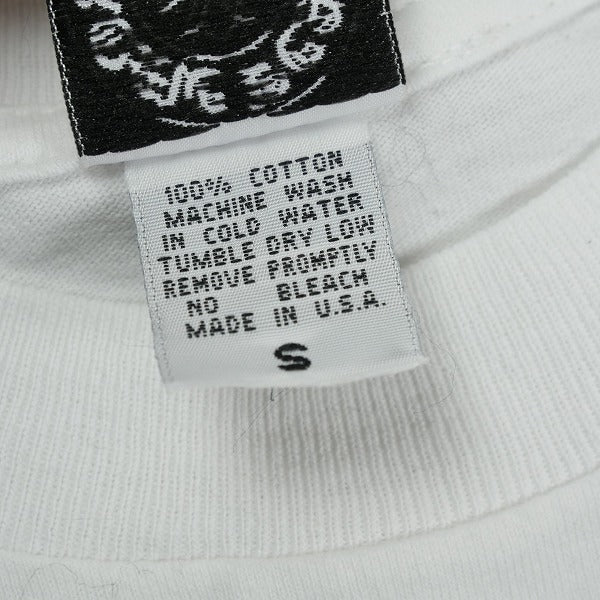 100% COTTON
MACHINE WASH
IN COLD WATER
TUMBLE DRY LOW
REMOVE PROMPTLY
NO BLEACH
MADE IN U.S.A.
S